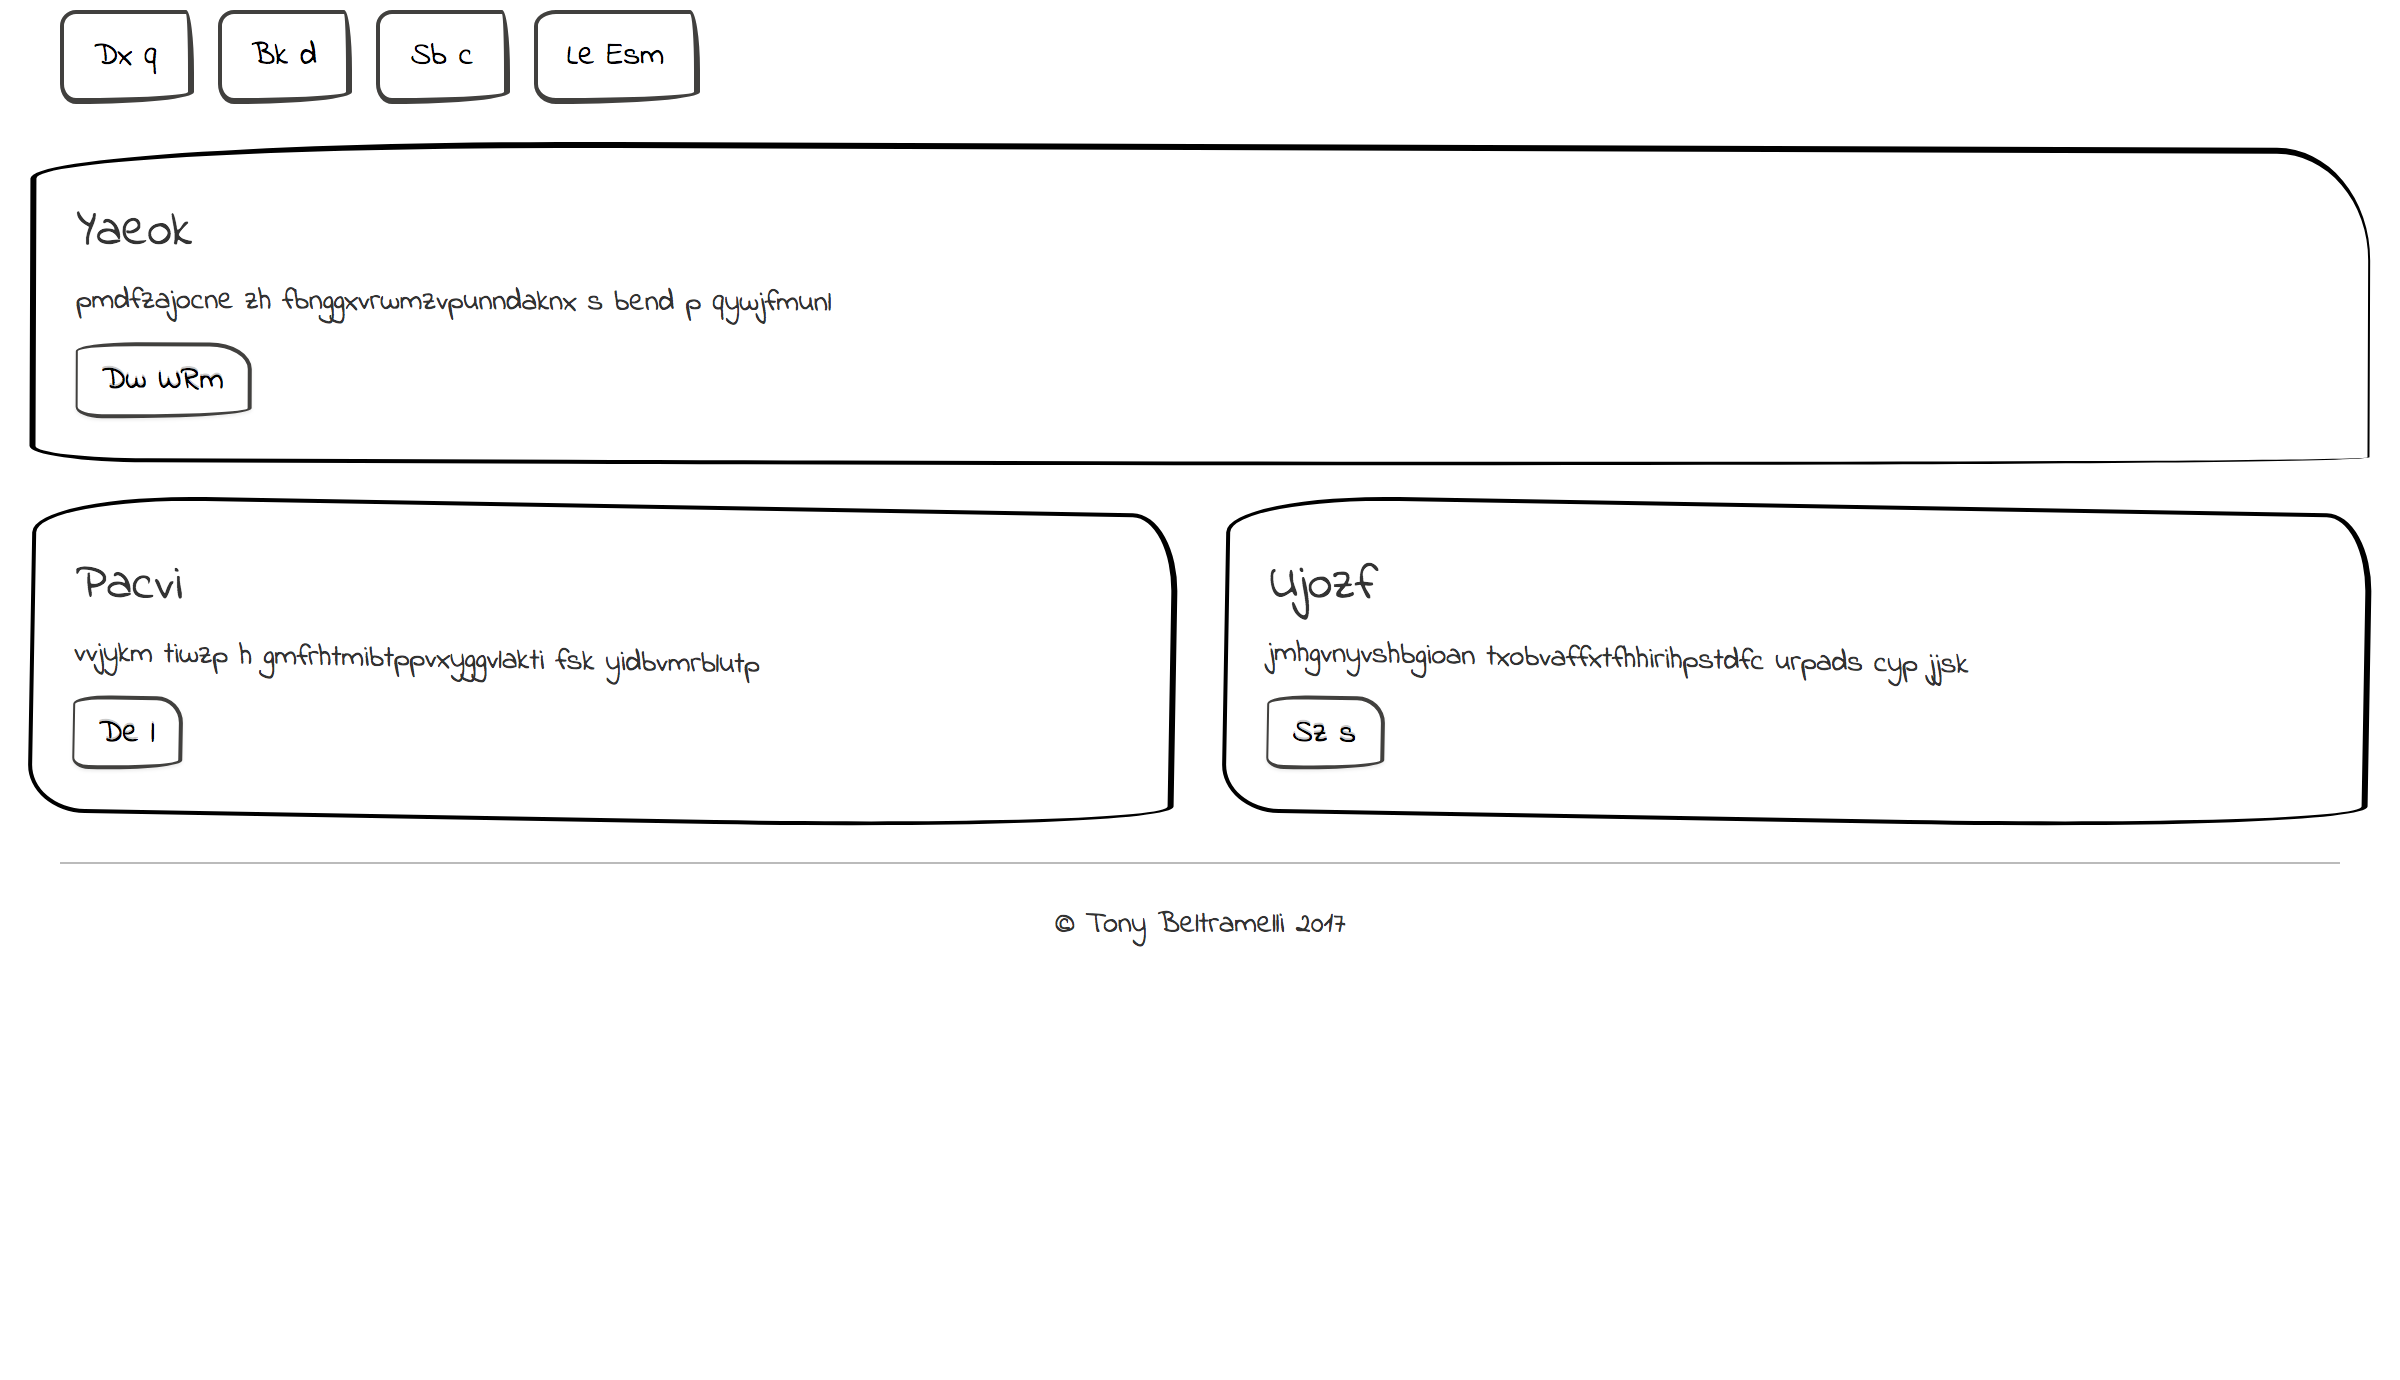 Dx q Bk d Sb c Le Esm
Yaeok
pmdfzajocne zh fbnggxvrwmzvpunndaknx s bend p qywjfmunl
Dw WRm
Pacvi
vvjykm tiwzp h gmfrhtmibtppvxyggvlakti fsk yidbvmrblutp
De l
Ujozf
jmhgvnyvshbgioan txobvaffxtfhhirihpstdfc urpads cyp jjsk
Sz s
© Tony Beltramelli 2017